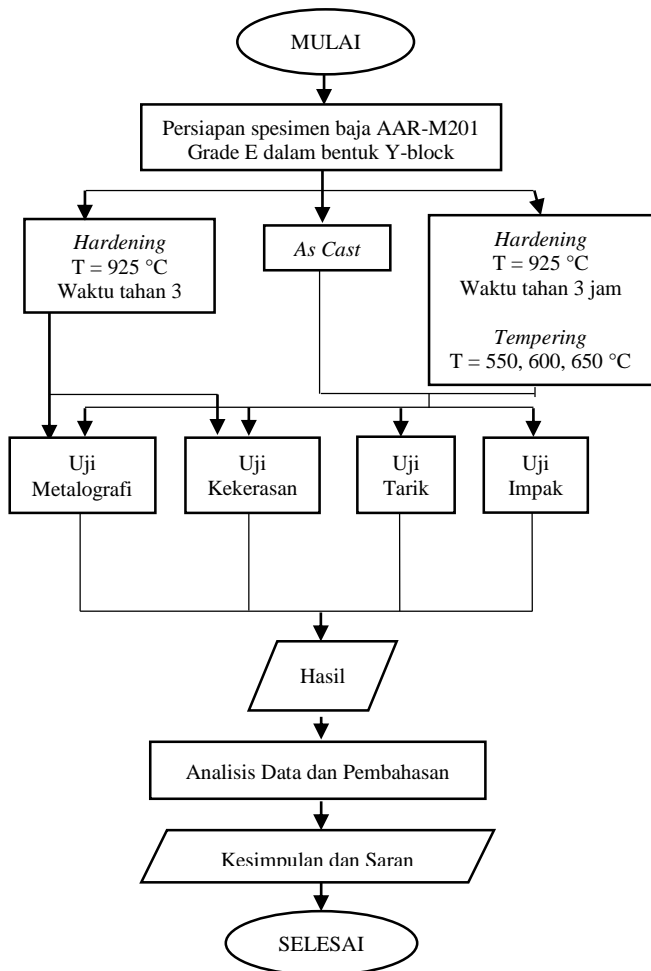 MULAI
Persiapan spesimen baja AAR-M201
Grade E dalam bentuk Y-block
Hardening
T = 925 °C
Waktu tahan 3
As Cast
Hardening
T = 925 °C
Waktu tahan 3 jam
Tempering
T = 550, 600, 650 °C
Uji
Metalografi
Uji
Kekerasan
Uji
Tarik
Uji
Impak
Hasil
Analisis Data dan Pembahasan
Kesimpulan dan Saran
SELESAI